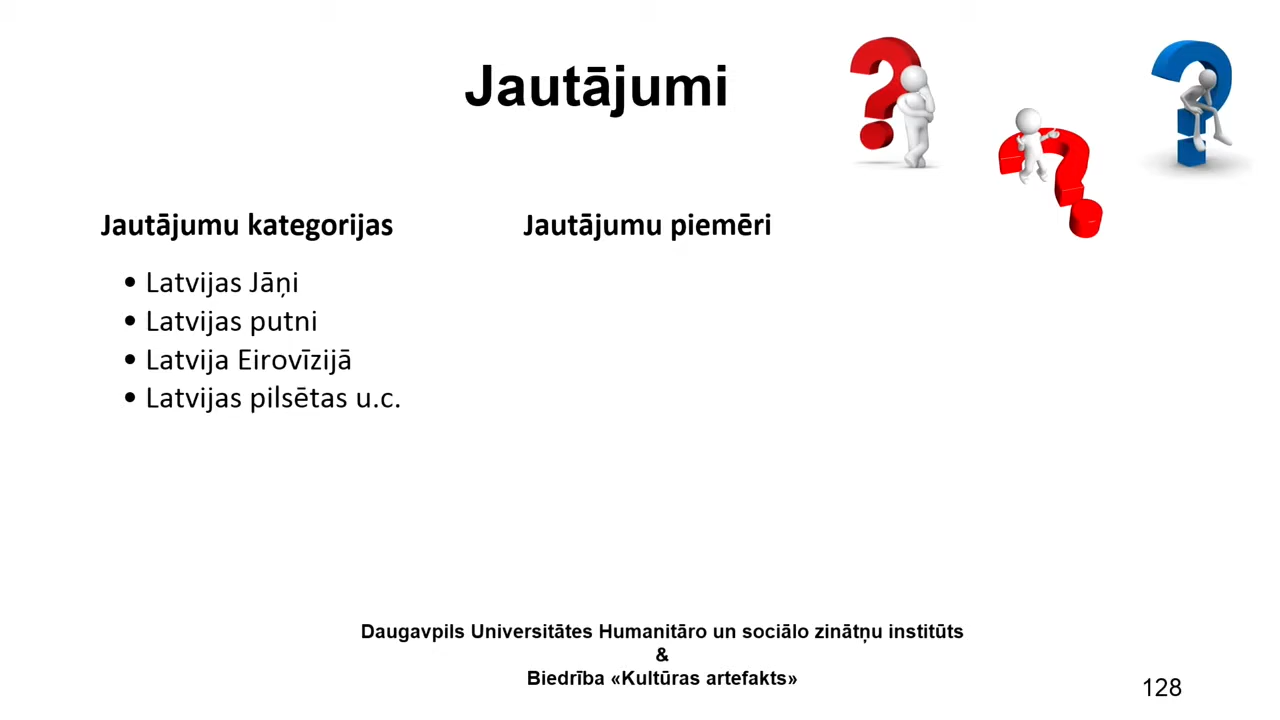 Jautājumi
Jautājumu kategorijas
• Latvijas Jāņi
• Latvijas putni
• Latvija Eirovīzijā
• Latvijas pilsētas u.c.
Jautājumu piemēri
Daugavpils Universitātes Humanitāro un sociālo zinātņu institūts
&
Biedrība «Kultūras artefakts»
128